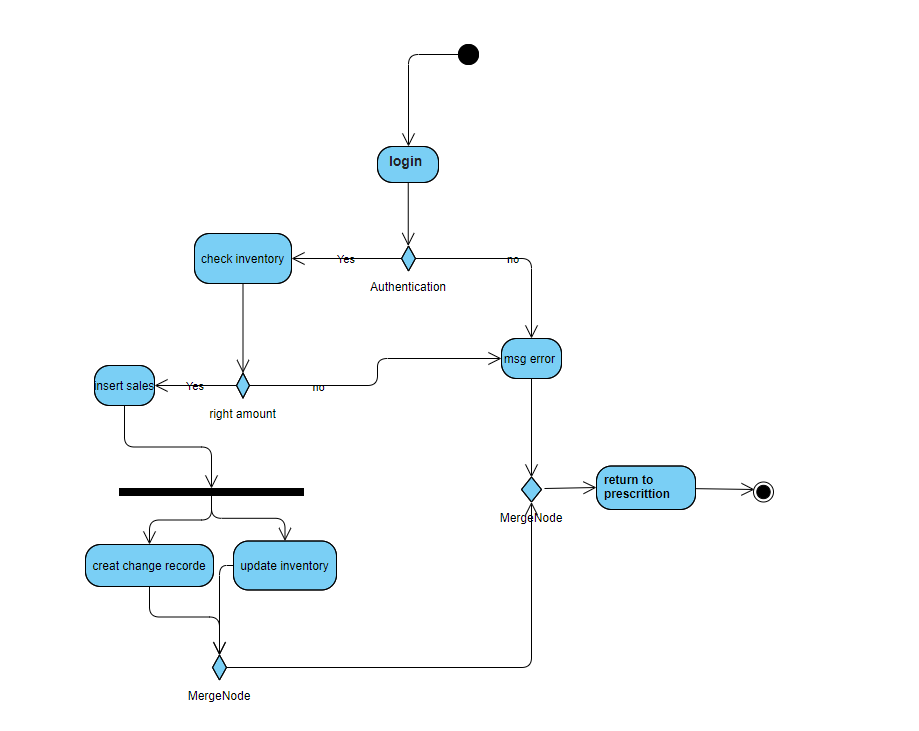 login
Yes
no
check inventory
Authentication
msg error
insert sales
Yes
no
right amount
return to
prescrittion
MergeNode
creat change recorde
update inventory
MergeNode